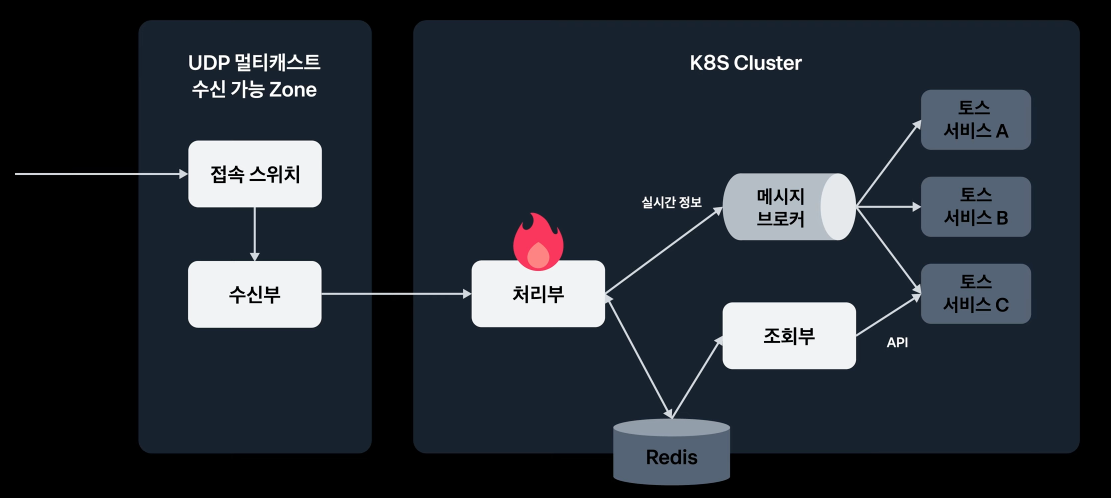 UDP 멀티캐스트
수신 가능 Zone
접속 스위치
수신부
K8S Cluster
처리부
실시간 정보
메시지
브로커
조회부
API
Redis
토스
서비스 A
토스
서비스 B
토스
서비스 C